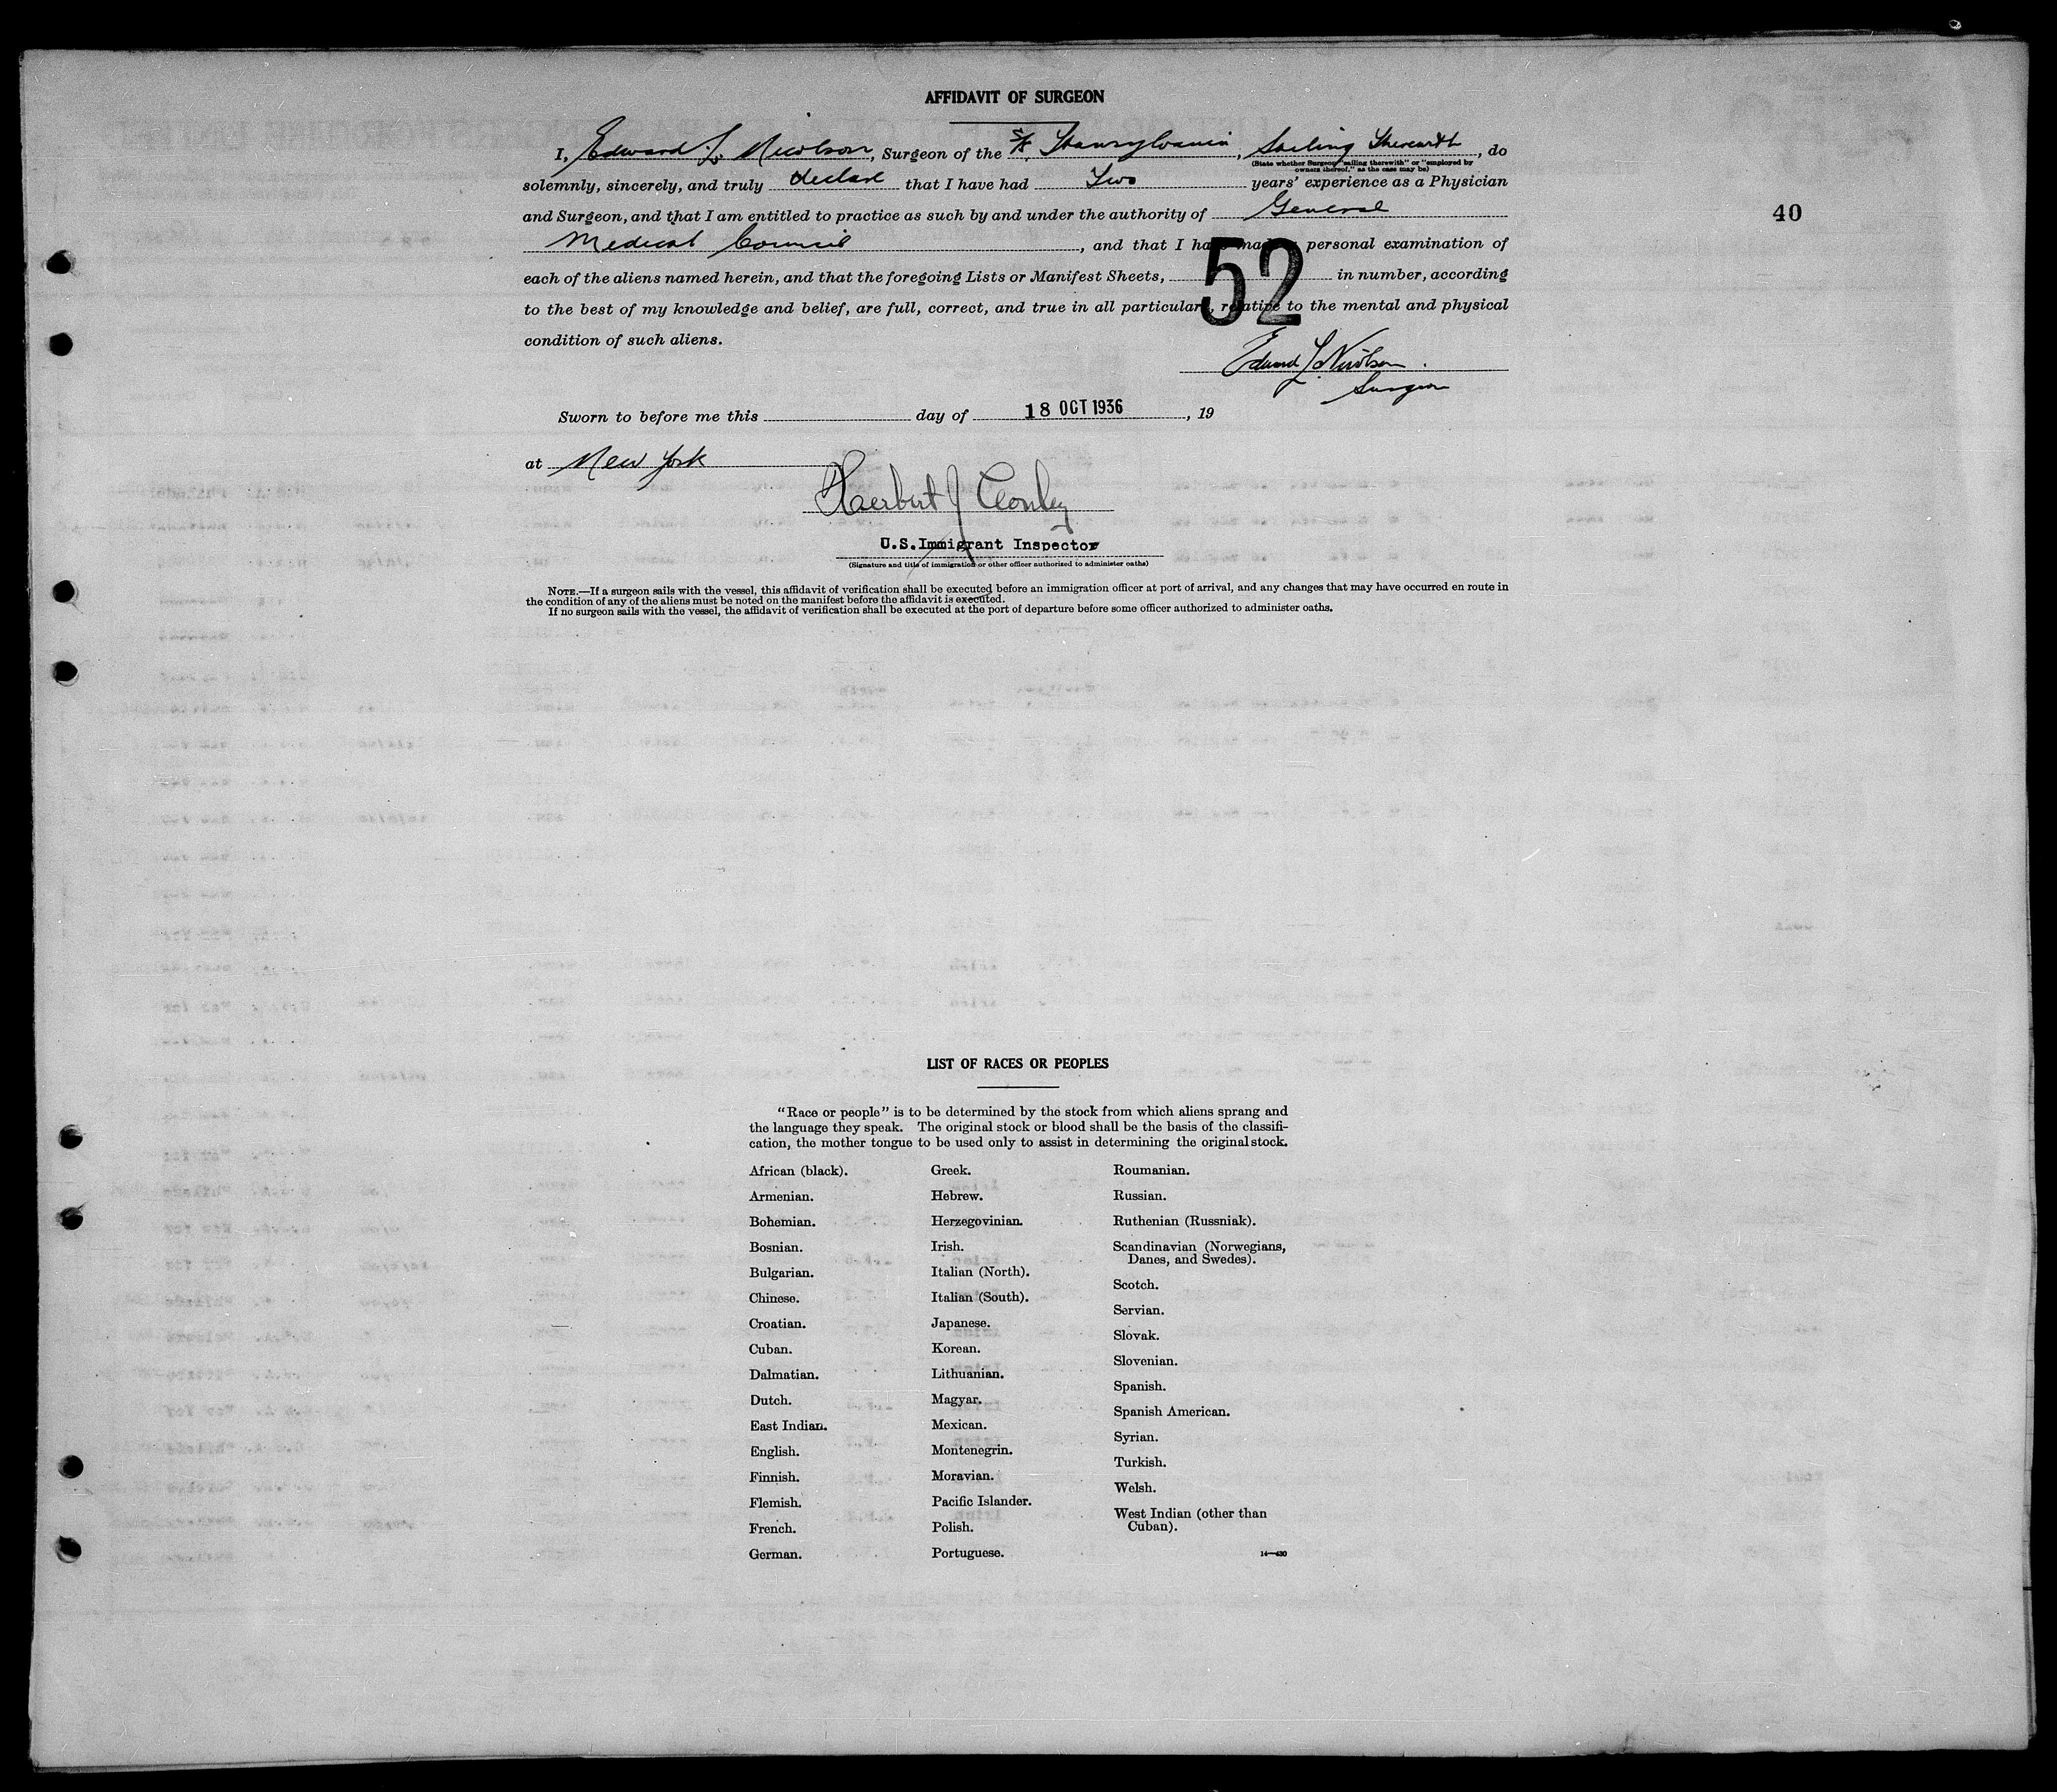 AFFIDAVIT OF SURGEON
I, Edward L. Nicolson, Surgeon of the S/S. Transylvania, Sailing Therewith, do
(State whether Surgeon "sailing therewith" or "employed by
owners thereof," as the case may be)
solemnly, sincerely, and truly declare that I have had Two years' experience as a Physician
and Surgeon, and that I am entitled to practice as such by and under the authority of General
40
Medical Council, and that I have made a personal examination of
each of the aliens named herein, and that the foregoing Lists or Manifest Sheets, 52 in number, according
to the best of my knowledge and belief, are full, correct, and true in all particulars, relative to the mental and physical
condition of such aliens.
Edward L. Nicolson.
Surgeon
Sworn to before me this day of 18 OCT 1936, 19
at New York
Herbert J Conley
U.S.Immigrant Inspector
(Signature and title of immigration or other officer authorized to administer oaths)
NOTE.—If a surgeon sails with the vessel, this affidavit of verification shall be executed before an immigration officer at port of arrival, and any changes that may have occurred en route in
the condition of any of the aliens must be noted on the manifest before the affidavit is executed.
If no surgeon sails with the vessel, the affidavit of verification shall be executed at the port of departure before some officer authorized to administer oaths.
LIST OF RACES OR PEOPLES
"Race or people" is to be determined by the stock from which aliens sprang and
the language they speak. The original stock or blood shall be the basis of the classifi-
cation, the mother tongue to be used only to assist in determining the original stock.
African (black).
Armenian.
Bohemian.
Bosnian.
Bulgarian.
Chinese.
Croatian.
Cuban.
Dalmatian.
Dutch.
East Indian.
English.
Finnish.
Flemish.
French.
German.
Greek.
Hebrew.
Herzegovinian.
Irish.
Italian (North).
Italian (South).
Japanese.
Korean.
Lithuanian.
Magyar.
Mexican.
Montenegrin.
Moravian.
Pacific Islander.
Polish.
Portuguese.
Roumanian.
Russian.
Ruthenian (Russniak).
Scandinavian (Norwegians,
Danes, and Swedes).
Scotch.
Servian.
Slovak.
Slovenian.
Spanish.
Spanish American.
Syrian.
Turkish.
Welsh.
West Indian (other than
Cuban).
14—430